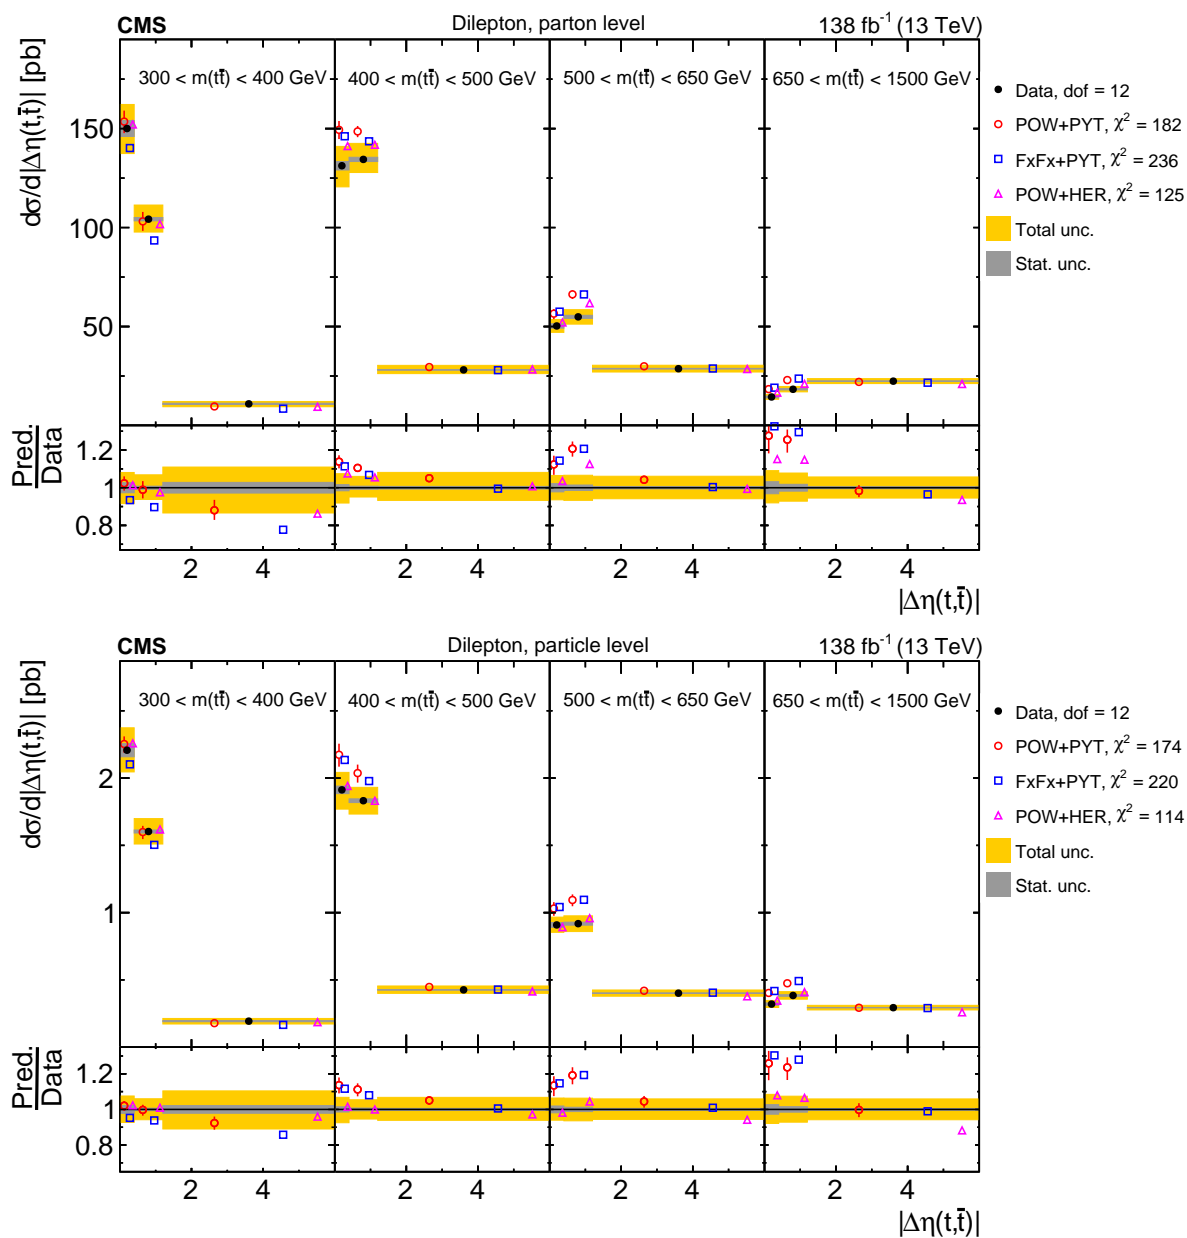 CMS Dilepton, parton level 138 fb⁻¹ (13 TeV)
dσ/d|Δη(t,t̄)| [pb]
300 < m(tt̄) < 400 GeV 400 < m(tt̄) < 500 GeV 500 < m(tt̄) < 650 GeV 650 < m(tt̄) < 1500 GeV
150
100
50
Data, dof = 12
POW+PYT, χ² = 182
FxFx+PYT, χ² = 236
POW+HER, χ² = 125
Total unc.
Stat. unc.
Pred.
Data
1.2
1
0.8
2 4 2 4 2 4 2 4
|Δη(t,t̄)|
CMS Dilepton, particle level 138 fb⁻¹ (13 TeV)
dσ/d|Δη(t,t̄)| [pb]
300 < m(tt̄) < 400 GeV 400 < m(tt̄) < 500 GeV 500 < m(tt̄) < 650 GeV 650 < m(tt̄) < 1500 GeV
2
1
Data, dof = 12
POW+PYT, χ² = 174
FxFx+PYT, χ² = 220
POW+HER, χ² = 114
Total unc.
Stat. unc.
Pred.
Data
1.2
1
0.8
2 4 2 4 2 4 2 4
|Δη(t,t̄)|